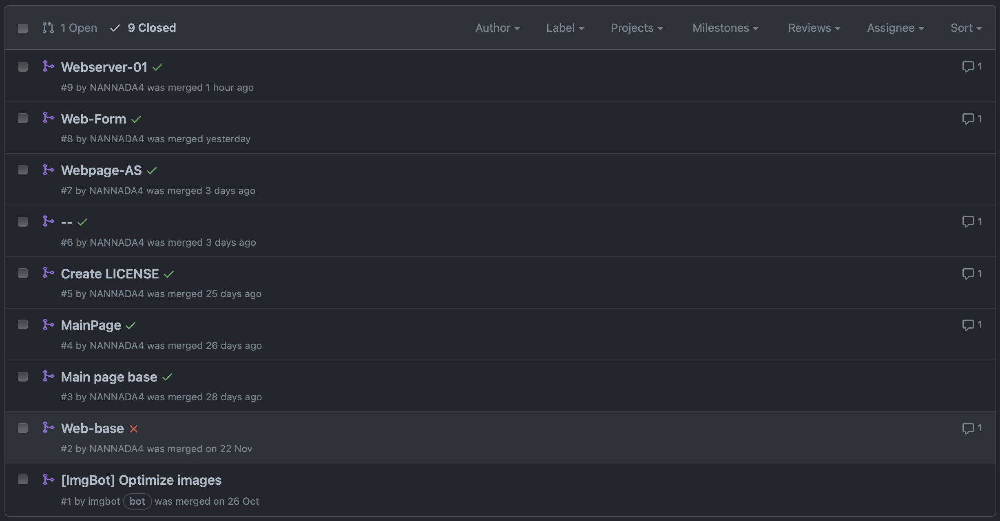 1 Open 9 Closed Author Label Projects Milestones Reviews Assignee Sort
Webserver-01 1
#9 by NANNADA4 was merged 1 hour ago
Web-Form 1
#8 by NANNADA4 was merged yesterday
Webpage-AS
#7 by NANNADA4 was merged 3 days ago
-- 1
#6 by NANNADA4 was merged 3 days ago
Create LICENSE 1
#5 by NANNADA4 was merged 25 days ago
MainPage 1
#4 by NANNADA4 was merged 26 days ago
Main page base
#3 by NANNADA4 was merged 28 days ago
Web-base 1
#2 by NANNADA4 was merged on 22 Nov
[ImgBot] Optimize images
#1 by imgbot bot was merged on 26 Oct